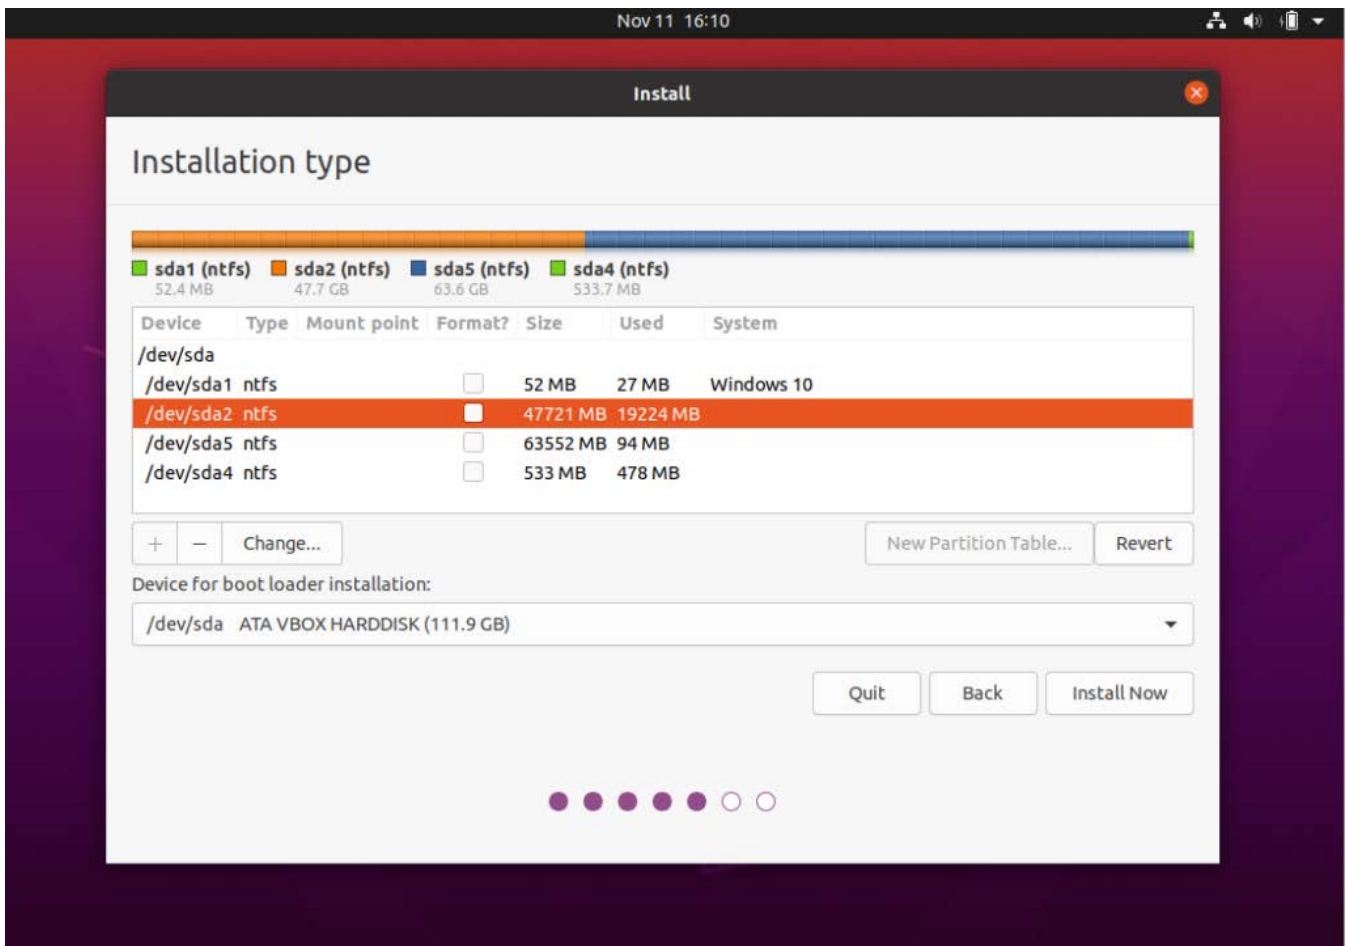 Nov 11 16:10
Install
Installation type
sda1 (ntfs) sda2 (ntfs) sda5 (ntfs) sda4 (ntfs)
52.4 MB 47.7 GB 63.6 GB 533.7 MB
Device Type Mount point Format? Size Used System
/dev/sda
/dev/sda1 ntfs 52 MB 27 MB Windows 10
/dev/sda2 ntfs 47721 MB 19224 MB
/dev/sda5 ntfs 63552 MB 94 MB
/dev/sda4 ntfs 533 MB 478 MB
+ – Change... New Partition Table... Revert
Device for boot loader installation:
/dev/sda ATA VBOX HARDDISK (111.9 GB)
Quit Back Install Now